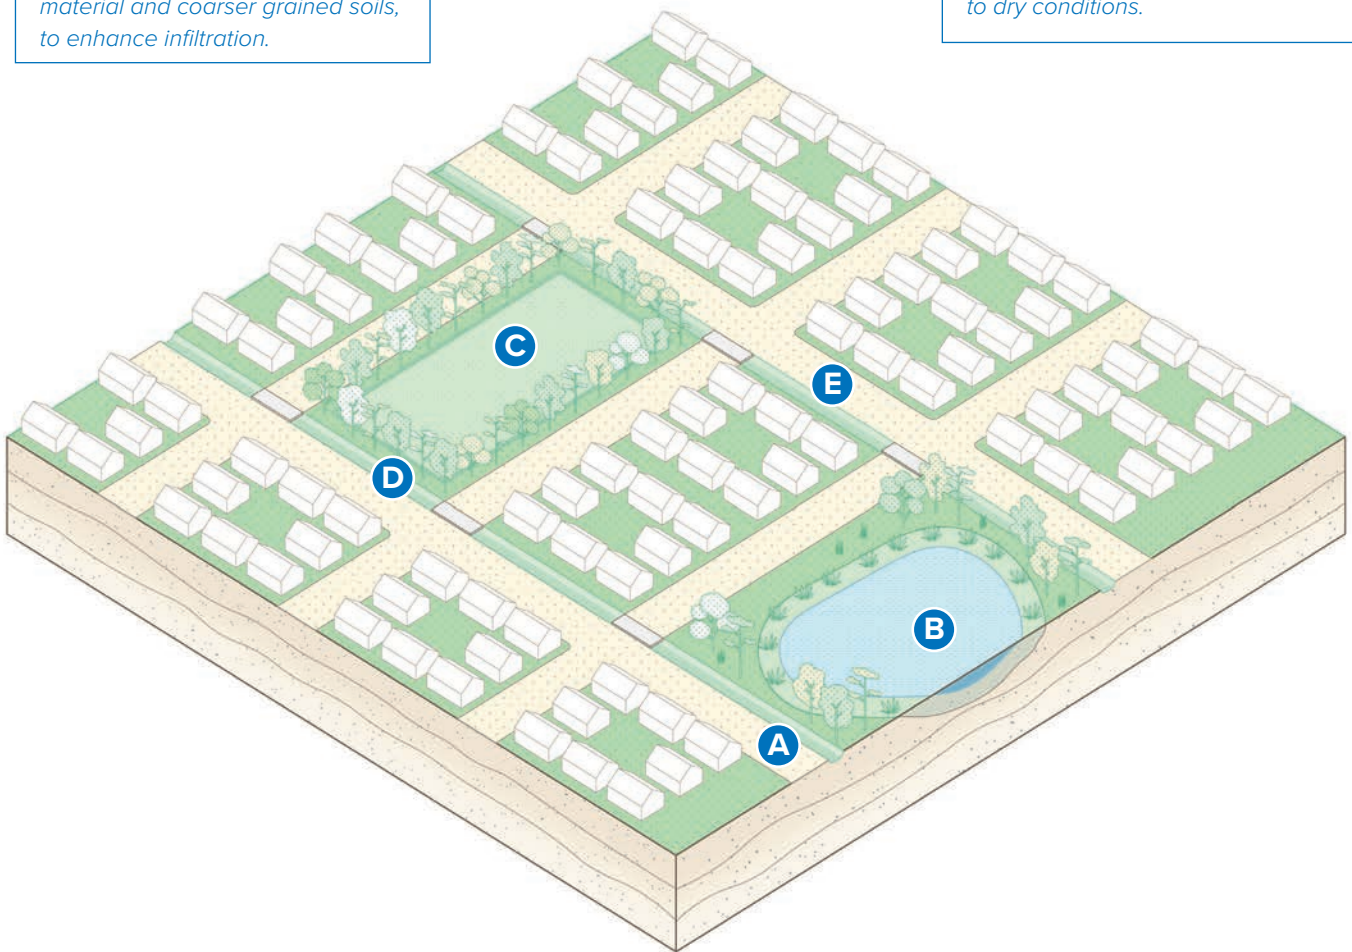 material and coarser grained soils,
to enhance infiltration.
to dry conditions.
C
E
D
B
A